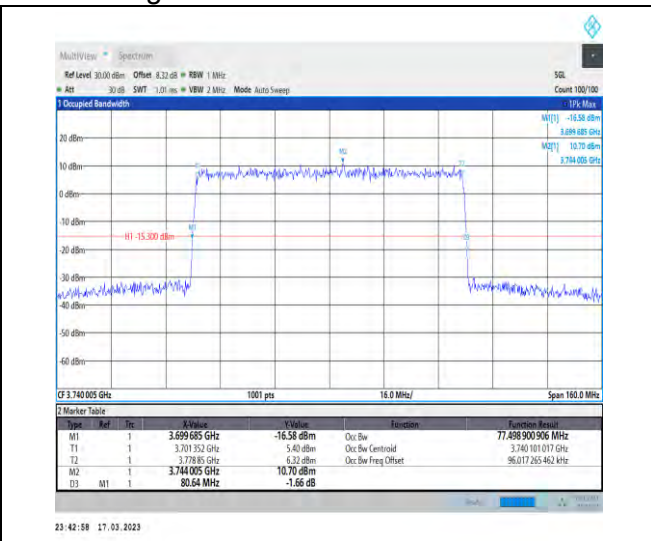 MultiView Spectrum
Ref Level 30.00 dBm Offset 8.32 dB RBW 1 MHz SGL
Att 30 dB SWT 1.01 ms VBW 2 MHz Mode Auto Sweep Count 100/100
1 Occupied Bandwidth 1Pk Max
M1[1] -16.58 dBm
3.699 685 GHz
M2[1] 10.70 dBm
3.744 005 GHz
20 dBm
M2
10 dBm
0 dBm
-10 dBm
M1
H1 -15.300 dBm
-20 dBm
-30 dBm
-40 dBm
-50 dBm
-60 dBm
CF 3.740 005 GHz 1001 pts 16.0 MHz/ Span 160.0 MHz
2 Marker Table
Type Ref Trc X-Value Y-Value Function Function Result
M1 1 3.699 685 GHz -16.58 dBm Occ Bw 77.498 900 906 MHz
T1 1 3.701 352 GHz 5.40 dBm Occ Bw Centroid 3.740 101 017 GHz
T2 1 3.778 85 GHz 6.32 dBm Occ Bw Freq Offset 96.017 265 462 kHz
M2 1 3.744 005 GHz 10.70 dBm
D3 M1 1 80.64 MHz -1.66 dB
23:42:58 17.03.2023